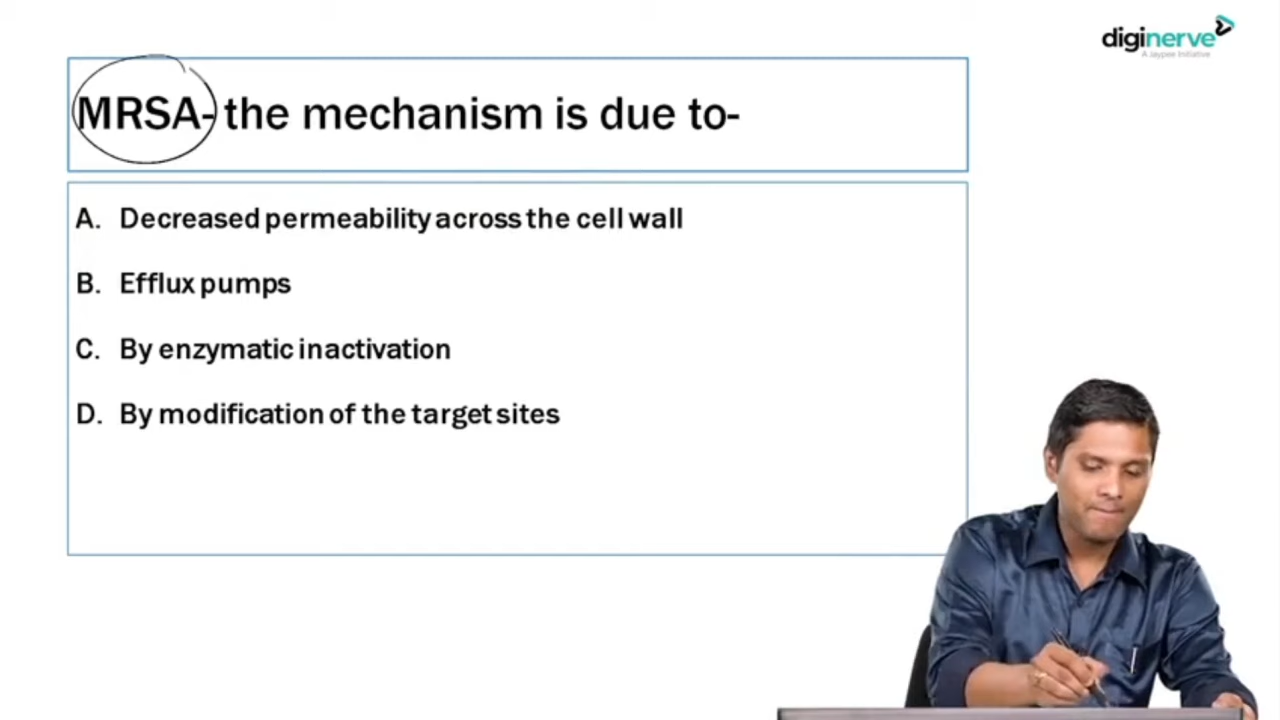 diginerve
A Jaypee Initiative
MRSA- the mechanism is due to-
A. Decreased permeability across the cell wall
B. Efflux pumps
C. By enzymatic inactivation
D. By modification of the target sites